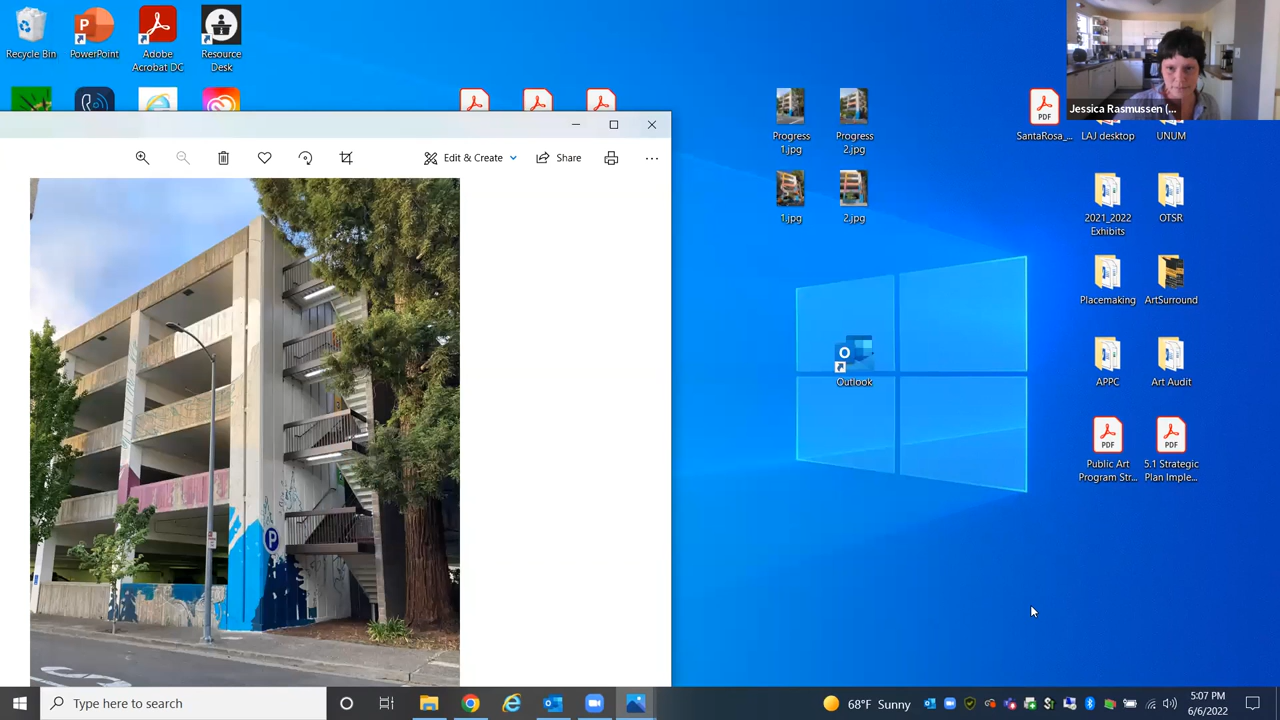 Recycle Bin
PowerPoint
Adobe
Acrobat DC
Resource
Desk
Progress
1.jpg
Progress
2.jpg
1.jpg
2.jpg
PDF
SantaRosa_...
LAJ desktop
UNUM
Jessica Rasmussen (...
2021_2022
Exhibits
OTSR
Placemaking
ArtSurround
APPC
Art Audit
PDF
Public Art
Program Str...
PDF
5.1 Strategic
Plan Imple...
Outlook
Edit & Create
Share
P
Type here to search
68°F Sunny
5:07 PM
6/6/2022